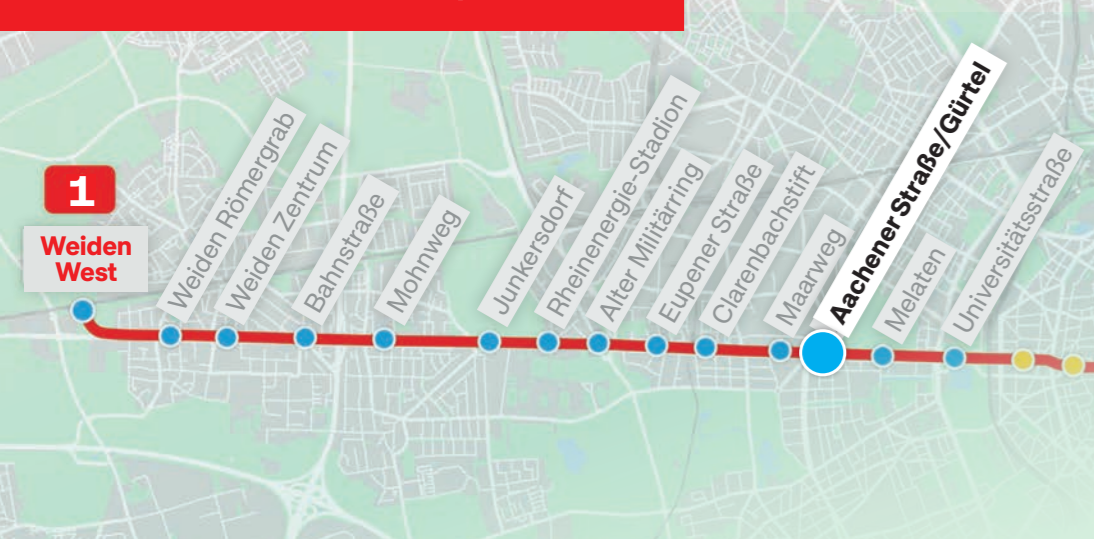 1
Weiden
West
Weiden Römergrab
Weiden Zentrum
Bahnstraße
Mohnweg
Junkersdorf
Rheinenergie-Stadion
Alter Militärring
Eupener Straße
Clarenbachstift
Maarweg
Aachener Straße/Gürtel
Melaten
Universitätsstraße